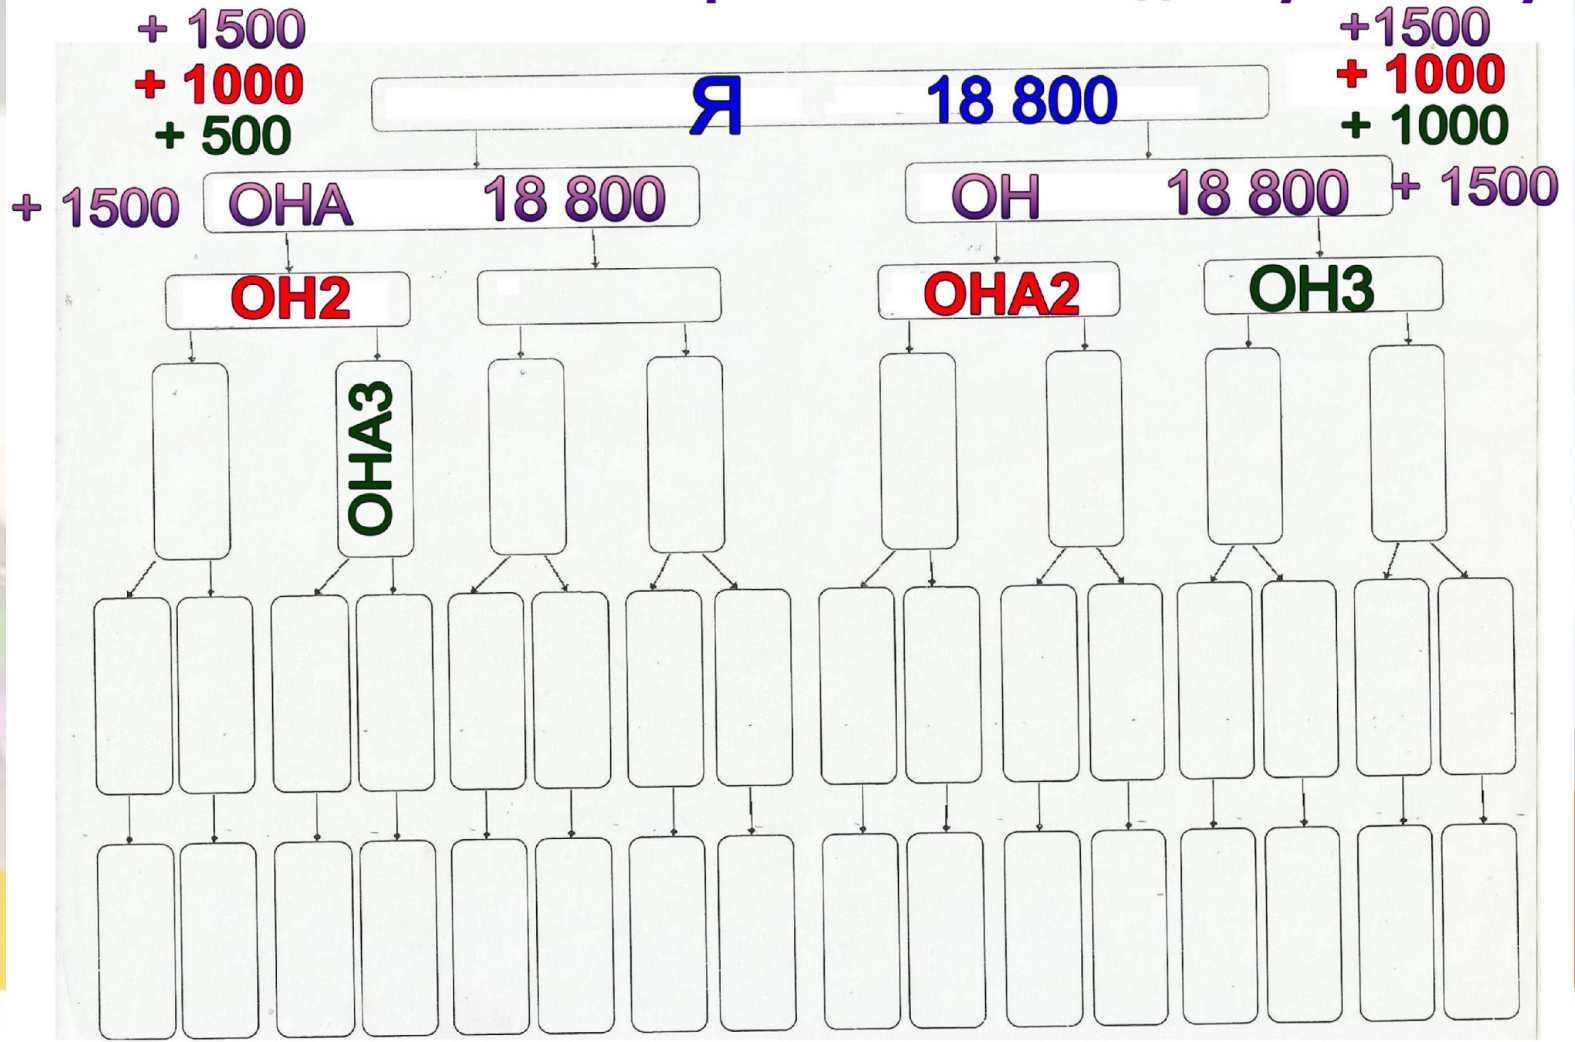 + 1500
+ 1000
+ 500
+1500
+ 1000
+ 1000
Я 18 800
+ 1500
ОНА 18 800
ОН 18 800
+ 1500
ОН2
ОНА2
ОН3
ОНА3